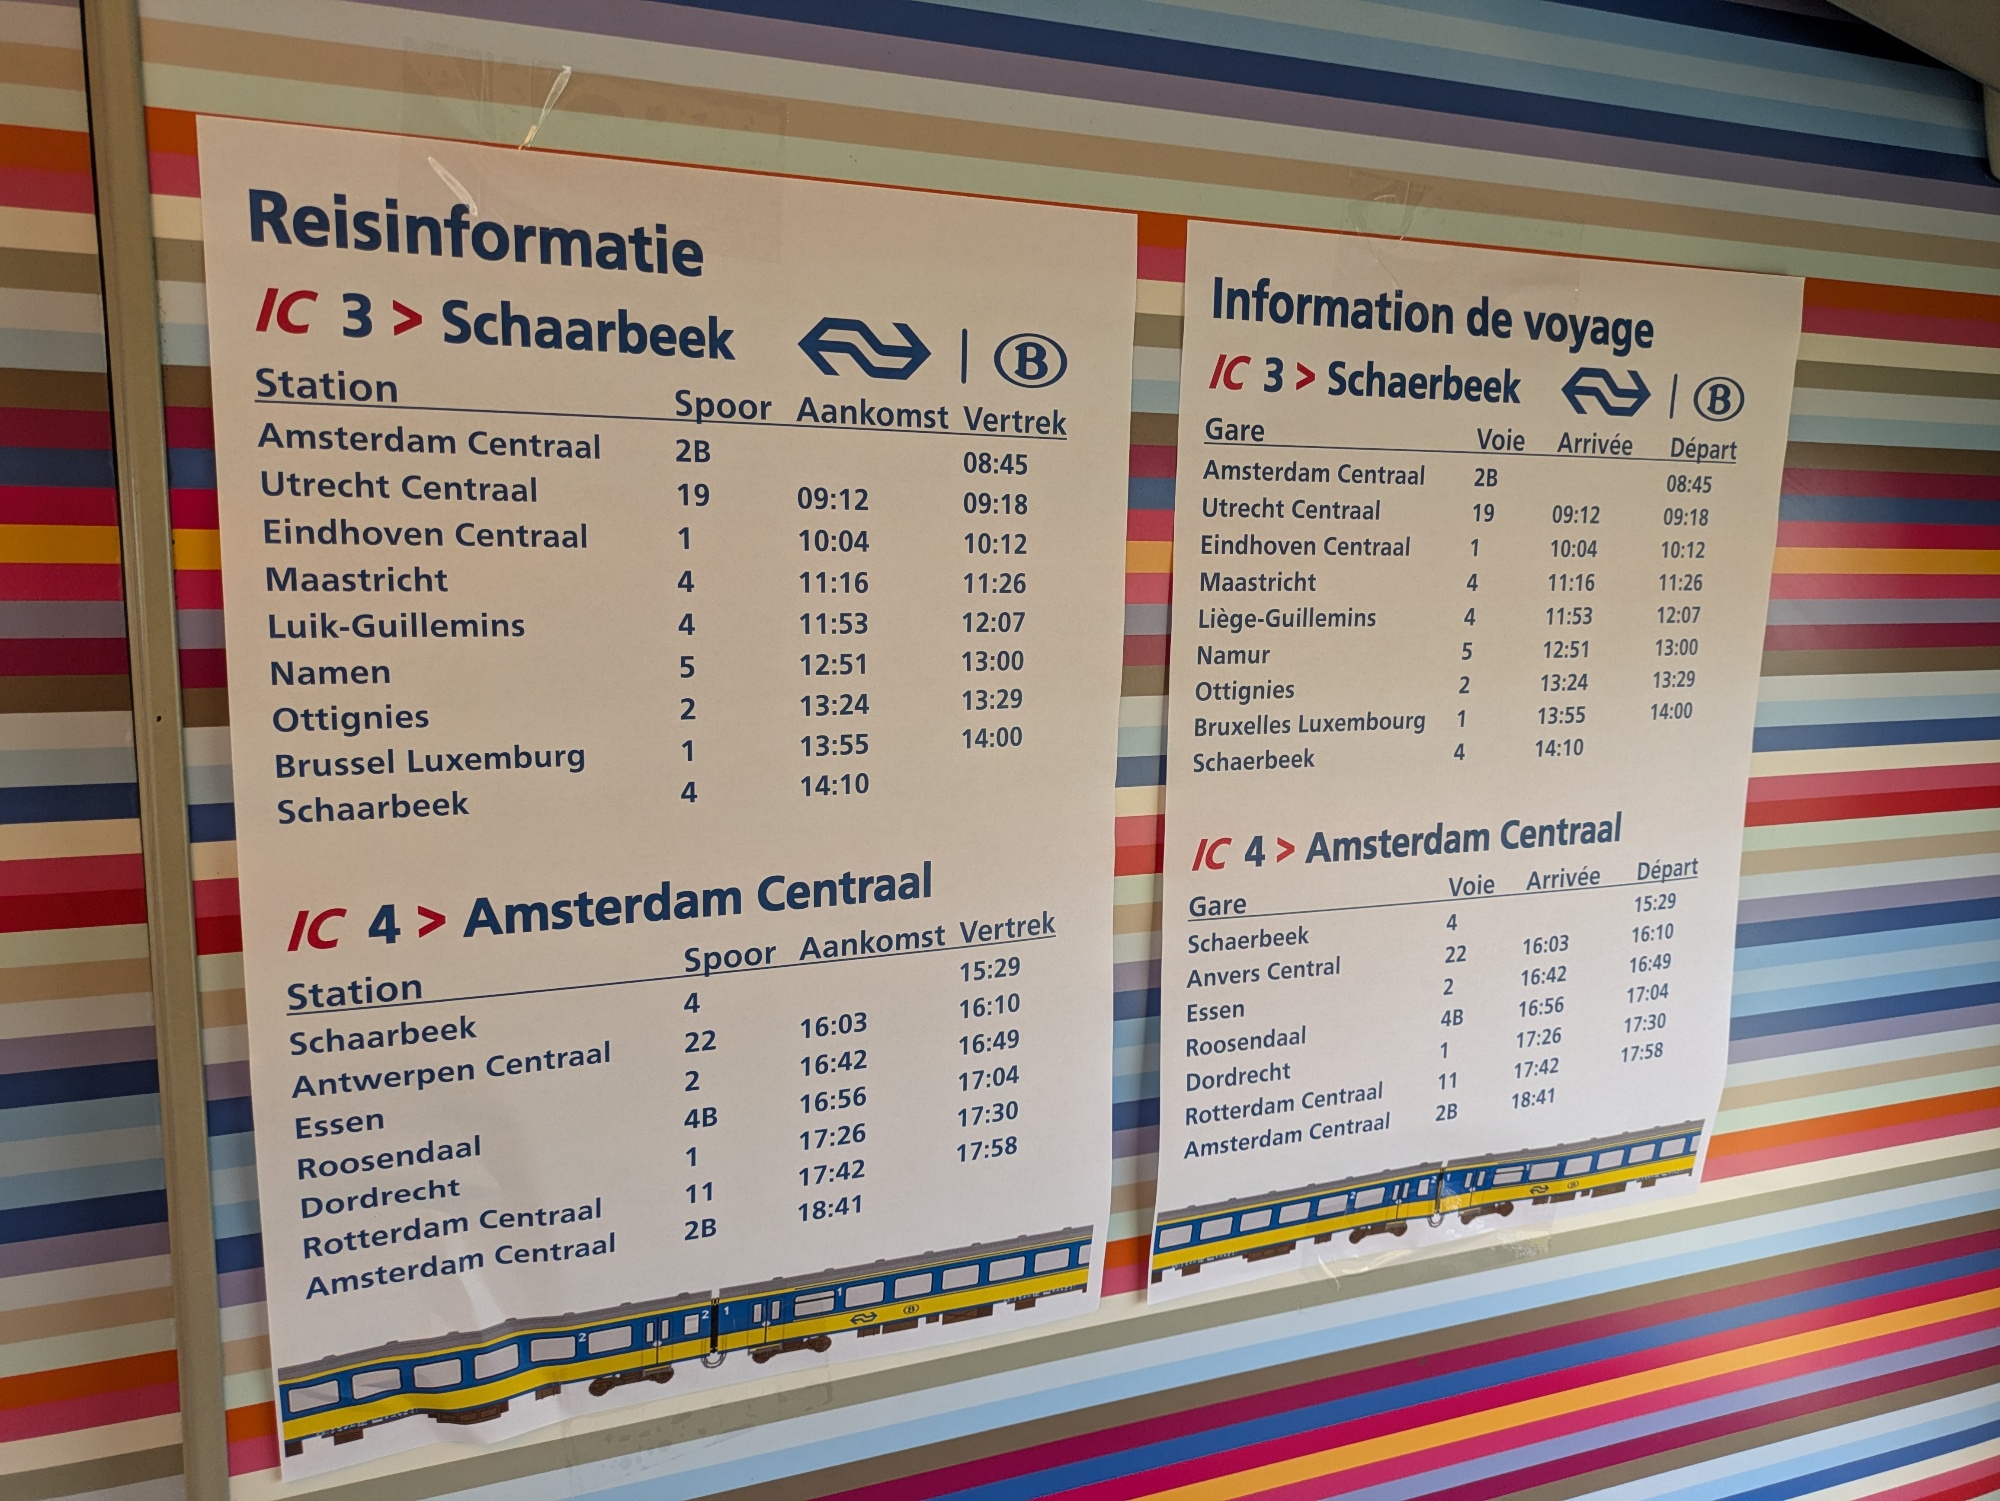 Reisinformatie
IC 3 > Schaarbeek
B
Station Spoor Aankomst Vertrek
Amsterdam Centraal 2B 08:45
Utrecht Centraal 19 09:12 09:18
Eindhoven Centraal 1 10:04 10:12
Maastricht 4 11:16 11:26
Luik-Guillemins 4 11:53 12:07
Namen 5 12:51 13:00
Ottignies 2 13:24 13:29
Brussel Luxemburg 1 13:55 14:00
Schaarbeek 4 14:10
IC 4 > Amsterdam Centraal
Station Spoor Aankomst Vertrek
Schaarbeek 4 15:29
Antwerpen Centraal 22 16:03 16:10
Essen 2 16:42 16:49
Roosendaal 4B 16:56 17:04
Dordrecht 1 17:26 17:30
Rotterdam Centraal 11 17:42 17:58
Amsterdam Centraal 2B 18:41
2 2 1 1
B
Information de voyage
IC 3 > Schaerbeek
B
Gare Voie Arrivée Départ
Amsterdam Centraal 2B 08:45
Utrecht Centraal 19 09:12 09:18
Eindhoven Centraal 1 10:04 10:12
Maastricht 4 11:16 11:26
Liège-Guillemins 4 11:53 12:07
Namur 5 12:51 13:00
Ottignies 2 13:24 13:29
Bruxelles Luxembourg 1 13:55 14:00
Schaerbeek 4 14:10
IC 4 > Amsterdam Centraal
Gare Voie Arrivée Départ
Schaerbeek 4 15:29
Anvers Central 22 16:03 16:10
Essen 2 16:42 16:49
Roosendaal 4B 16:56 17:04
Dordrecht 1 17:26 17:30
Rotterdam Centraal 11 17:42 17:58
Amsterdam Centraal 2B 18:41
2 2 1 1
B